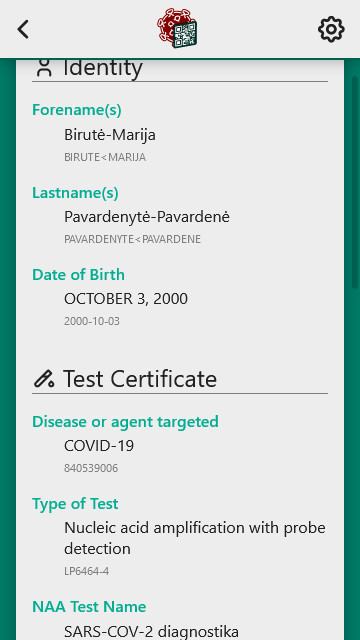 Identity
Forename(s)
Birutė-Marija
BIRUTE<MARIJA
Lastname(s)
Pavardenytė-Pavardenė
PAVARDENYTE<PAVARDENE
Date of Birth
OCTOBER 3, 2000
2000-10-03
Test Certificate
Disease or agent targeted
COVID-19
840539006
Type of Test
Nucleic acid amplification with probe
detection
LP6464-4
NAA Test Name
SARS-COV-2 diagnostika